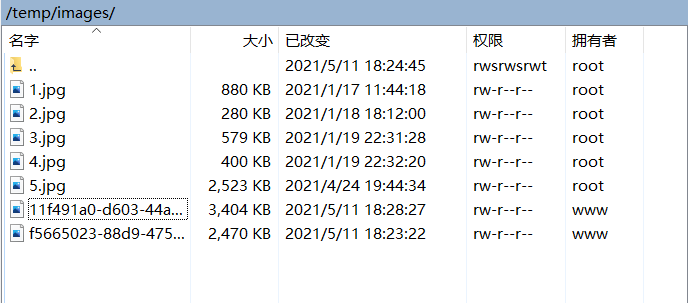 /temp/images/
名字 大小 已改变 权限 拥有者
.. 2021/5/11 18:24:45 rwsrwsrwt root
1.jpg 880 KB 2021/1/17 11:44:18 rw-r--r-- root
2.jpg 280 KB 2021/1/18 18:12:00 rw-r--r-- root
3.jpg 579 KB 2021/1/19 22:31:28 rw-r--r-- root
4.jpg 400 KB 2021/1/19 22:32:20 rw-r--r-- root
5.jpg 2,523 KB 2021/4/24 19:44:34 rw-r--r-- root
11f491a0-d603-44a... 3,404 KB 2021/5/11 18:28:27 rw-r--r-- www
f5665023-88d9-475... 2,470 KB 2021/5/11 18:23:22 rw-r--r-- www